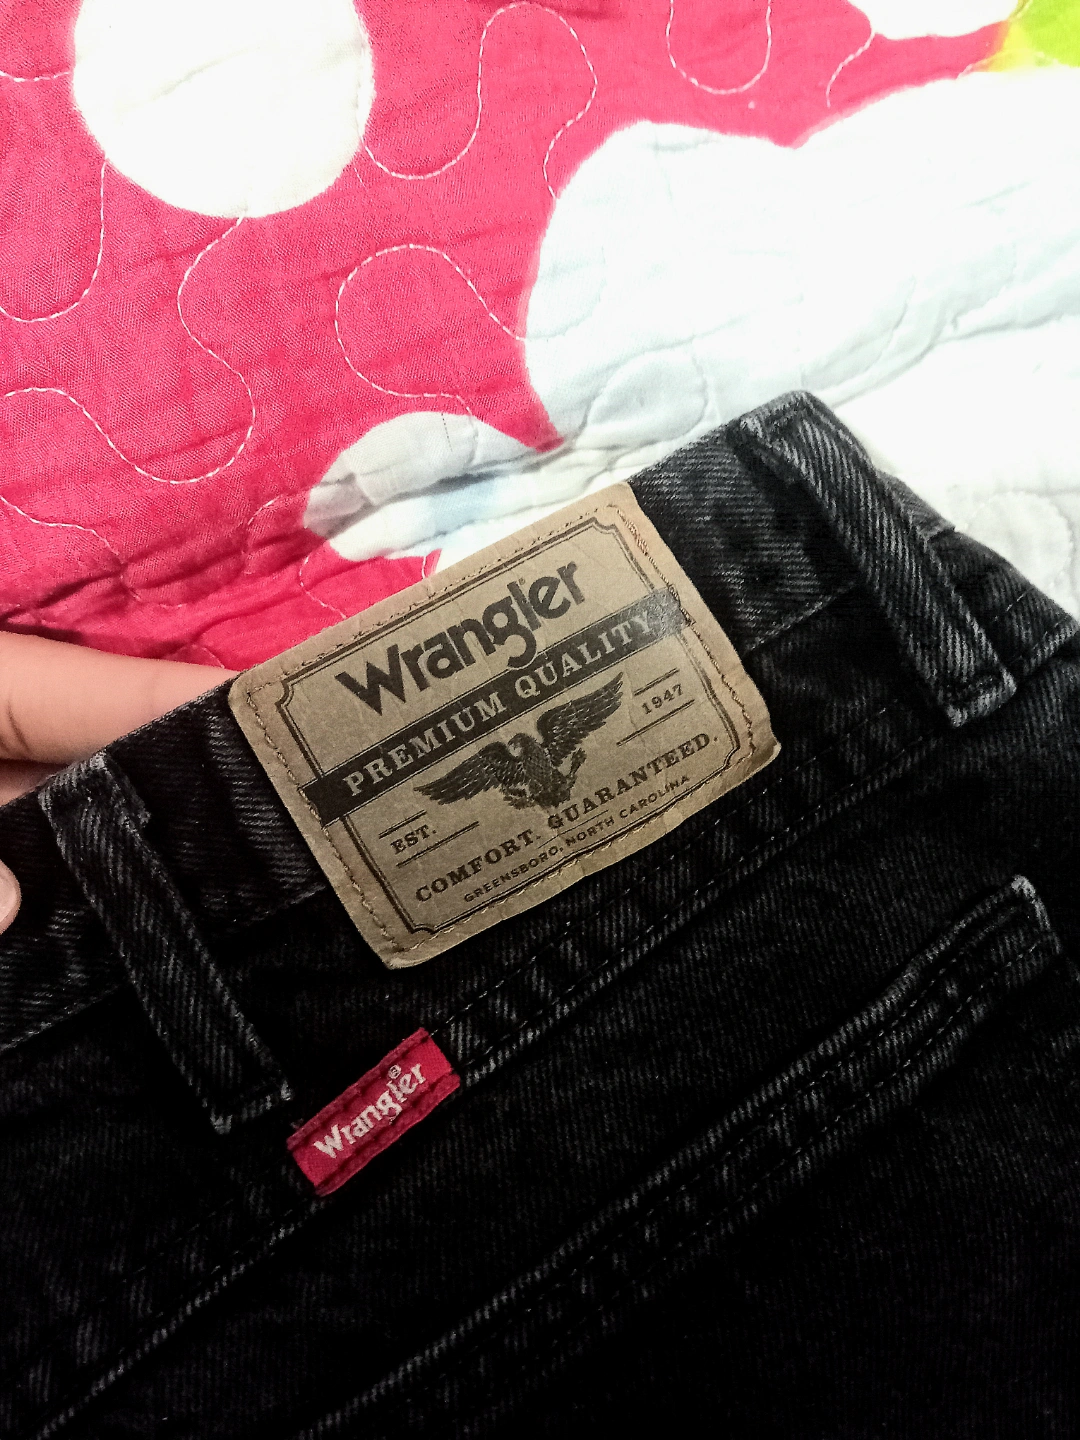 Wrangler
PREMIUM QUALITY
EST. 1947
COMFORT. GUARANTEED.
GREENSBORO, NORTH CAROLINA
Wrangler®